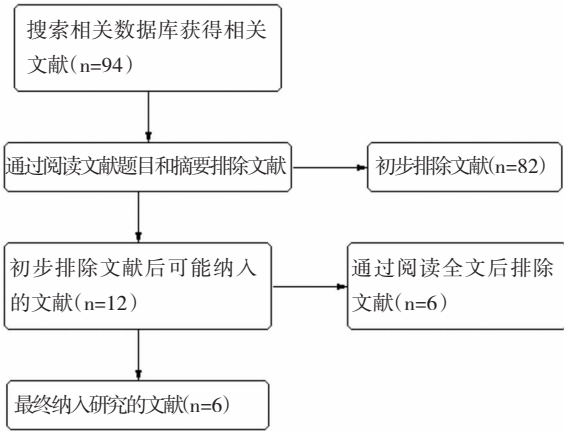 搜索相关数据库获得相关
文献(n=94)
通过阅读文献题目和摘要排除文献
初步排除文献(n=82)
初步排除文献后可能纳入
的文献(n=12)
通过阅读全文后排除
文献(n=6)
最终纳入研究的文献(n=6)